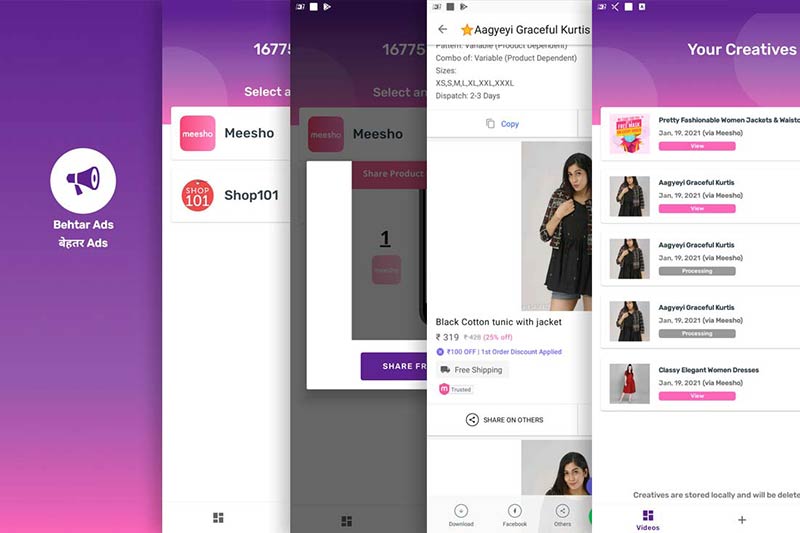 Behtar Ads
बेहतर Ads
16775
Select an
meesho
Meesho
SHOP
101
Shop101
16775
Select an
meesho
Meesho
Share Product
1
meesho
SHARE FR
Aagyeyi Graceful Kurtis
Pattern: Variable (Product Dependent)
Combo of: Variable (Product Dependent)
Sizes:
XS,S,M,L,XL,XXL,XXXL
Dispatch: 2-3 Days
Copy
Black Cotton tunic with jacket
₹ 319 ₹ 428 (25% off)
₹100 OFF | 1st Order Discount Applied
Free Shipping
m Trusted
SHARE ON OTHERS
Download
Facebook
Others
Your Creatives
FREE MASK
Pretty Fashionable Women Jackets & Waistc
Jan, 19, 2021 (via Meesho)
View
Aagyeyi Graceful Kurtis
Jan, 19, 2021 (via Meesho)
View
Aagyeyi Graceful Kurtis
Jan, 19, 2021 (via Meesho)
Processing
Aagyeyi Graceful Kurtis
Jan, 19, 2021 (via Meesho)
Processing
Classy Elegant Women Dresses
Jan, 19, 2021 (via Meesho)
View
Creatives are stored locally and will be delete
Videos